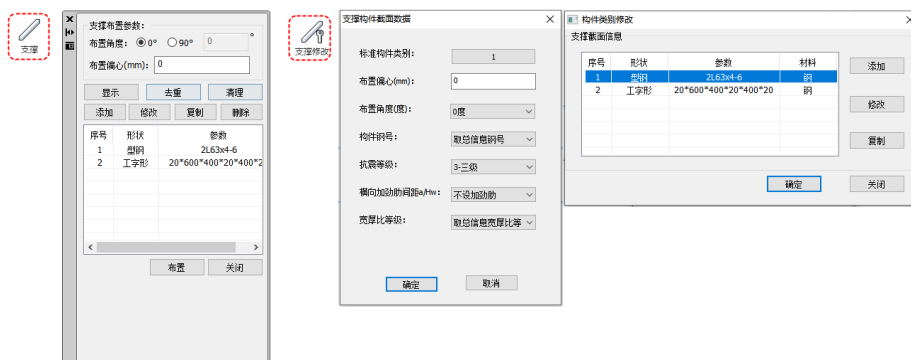 支撑
支撑布置参数:
布置角度: 0° 90° 0 °
布置偏心(mm): 0
显示 去重 清理
添加 修改 复制 删除
序号 形状 参数
1 型钢 2L63x4-6
2 工字形 20*600*400*20*400*2
布置 关闭
支撑修改
支撑构件截面数据
标准构件类别: 1
布置偏心(mm): 0
布置角度(度): 0度
构件钢号: 取总信息钢号
抗震等级: 3-三级
横向加劲肋间距a/Hw: 不设加劲肋
宽厚比等级: 取总信息宽厚比等
确定 取消
构件类别修改
支撑截面信息
序号 形状 参数 材料
1 型钢 2L63x4-6 钢
2 工字形 20*600*400*20*400*20 钢
添加
修改
复制
确定 关闭